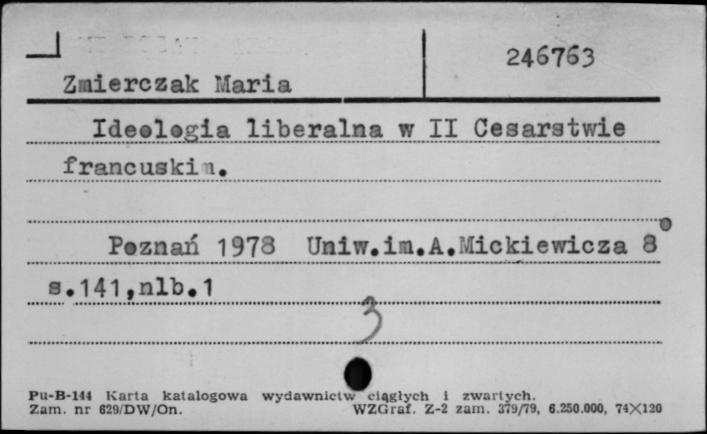 246763
Zmierczak Maria
Ideologia liberalna w II Cesarstwie
francuskim.
Poznań 1978 Uniw.im.A.Mickiewicza 8°
s.141,nlb.1
3
Pu-B-144 Karta katalogowa wydawnictw ciągłych i zwartych.
Zam. nr 629/DW/On. WZGraf. Z-2 zam. 379/79, 6.250.000, 74×120